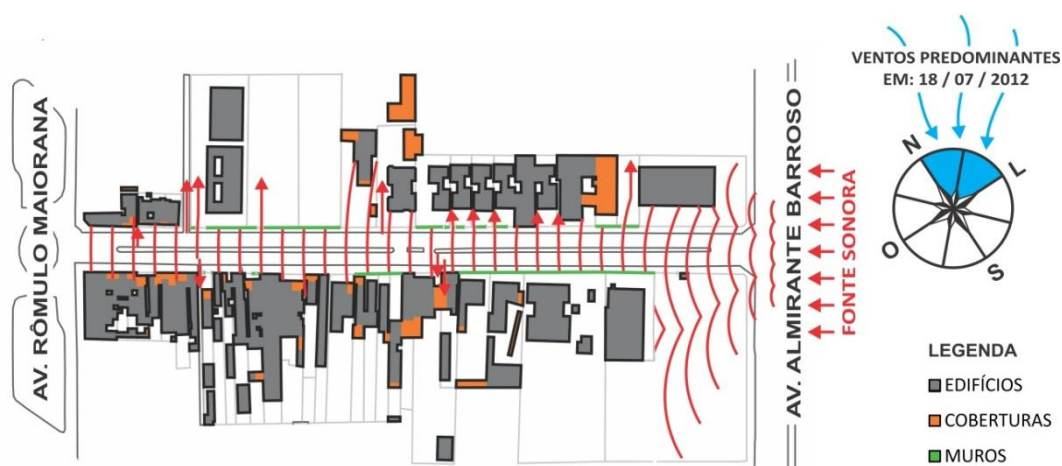 AV. RÔMULO MAIORANA
AV. ALMIRANTE BARROSO
FONTE SONORA
VENTOS PREDOMINANTES
EM: 18 / 07 / 2012
N
L
O
S
LEGENDA
EDIFÍCIOS
COBERTURAS
MUROS